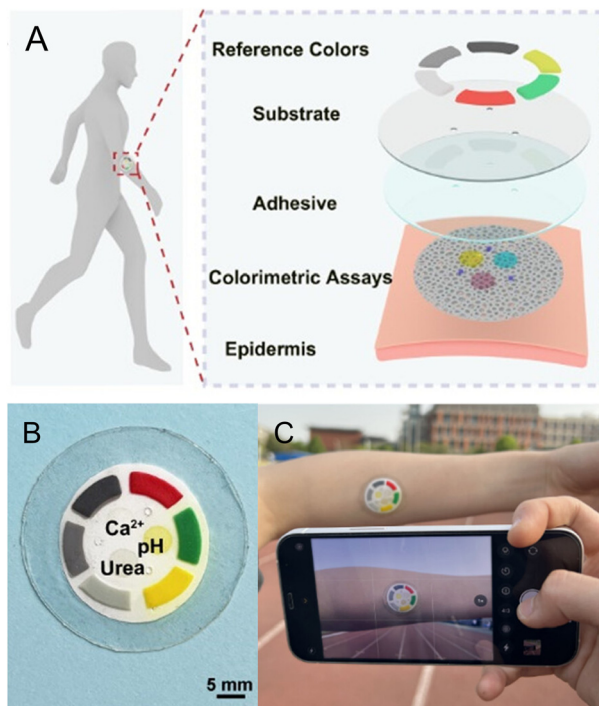 A
Reference Colors
Substrate
Adhesive
Colorimetric Assays
Epidermis
B
Ca²⁺
pH
Urea
5 mm
C